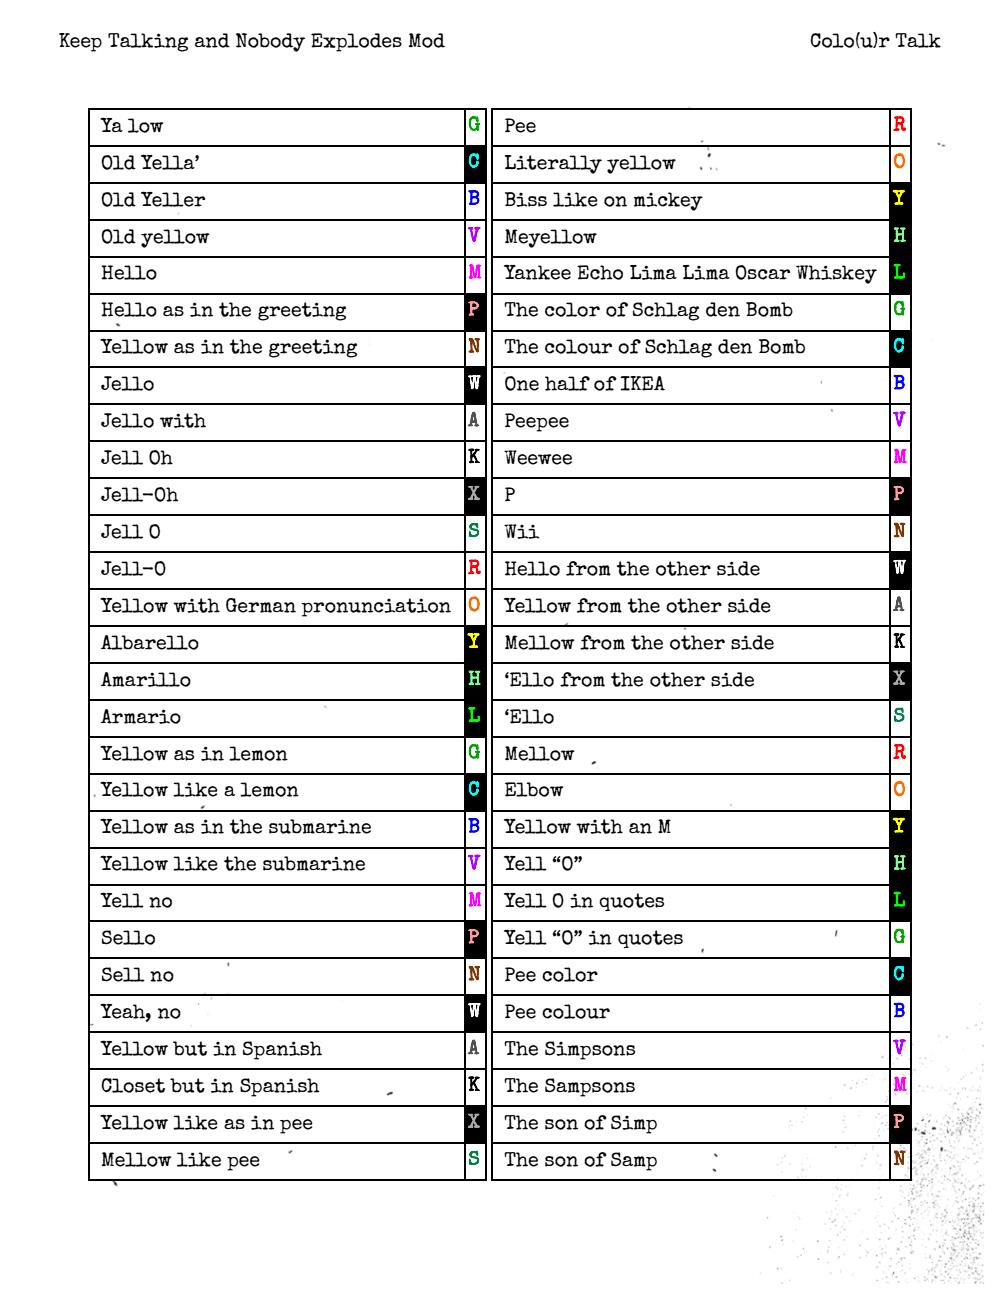 Keep Talking and Nobody Explodes Mod Colo(u)r Talk
Ya low G
Old Yella’ C
Old Yeller B
Old yellow V
Hello M
Hello as in the greeting P
Yellow as in the greeting N
Jello W
Jello with A
Jell Oh K
Jell-Oh X
Jell 0 S
Jell-0 R
Yellow with German pronunciation O
Albarello Y
Amarillo H
Armario L
Yellow as in lemon G
Yellow like a lemon C
Yellow as in the submarine B
Yellow like the submarine V
Yell no M
Sello P
Sell no N
Yeah, no W
Yellow but in Spanish A
Closet but in Spanish K
Yellow like as in pee X
Mellow like pee S
Pee R
Literally yellow O
Biss like on mickey Y
Meyellow H
Yankee Echo Lima Lima Oscar Whiskey L
The color of Schlag den Bomb G
The colour of Schlag den Bomb C
One half of IKEA B
Peepee V
Weewee M
P P
Wii N
Hello from the other side W
Yellow from the other side A
Mellow from the other side K
‘Ello from the other side X
‘Ello S
Mellow R
Elbow O
Yellow with an M Y
Yell “O” H
Yell O in quotes L
Yell “O” in quotes G
Pee color C
Pee colour B
The Simpsons V
The Sampsons M
The son of Simp P
The son of Samp N